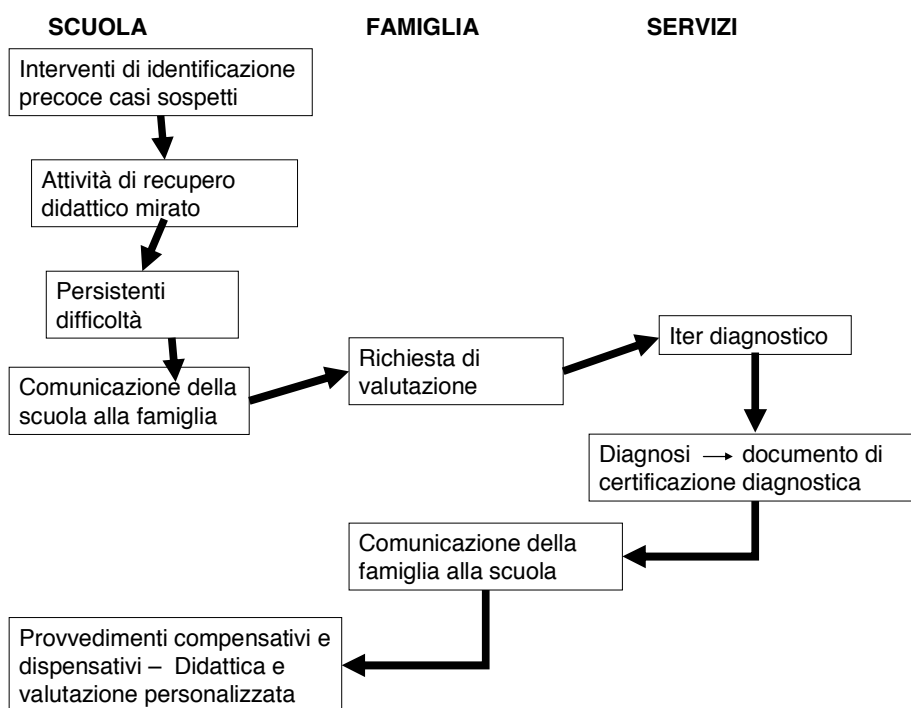 SCUOLA FAMIGLIA SERVIZI
Interventi di identificazione
precoce casi sospetti
Attività di recupero
didattico mirato
Persistenti
difficoltà
Comunicazione della
scuola alla famiglia
Richiesta di
valutazione
Iter diagnostico
Diagnosi → documento di
certificazione diagnostica
Comunicazione della
famiglia alla scuola
Provvedimenti compensativi e
dispensativi – Didattica e
valutazione personalizzata